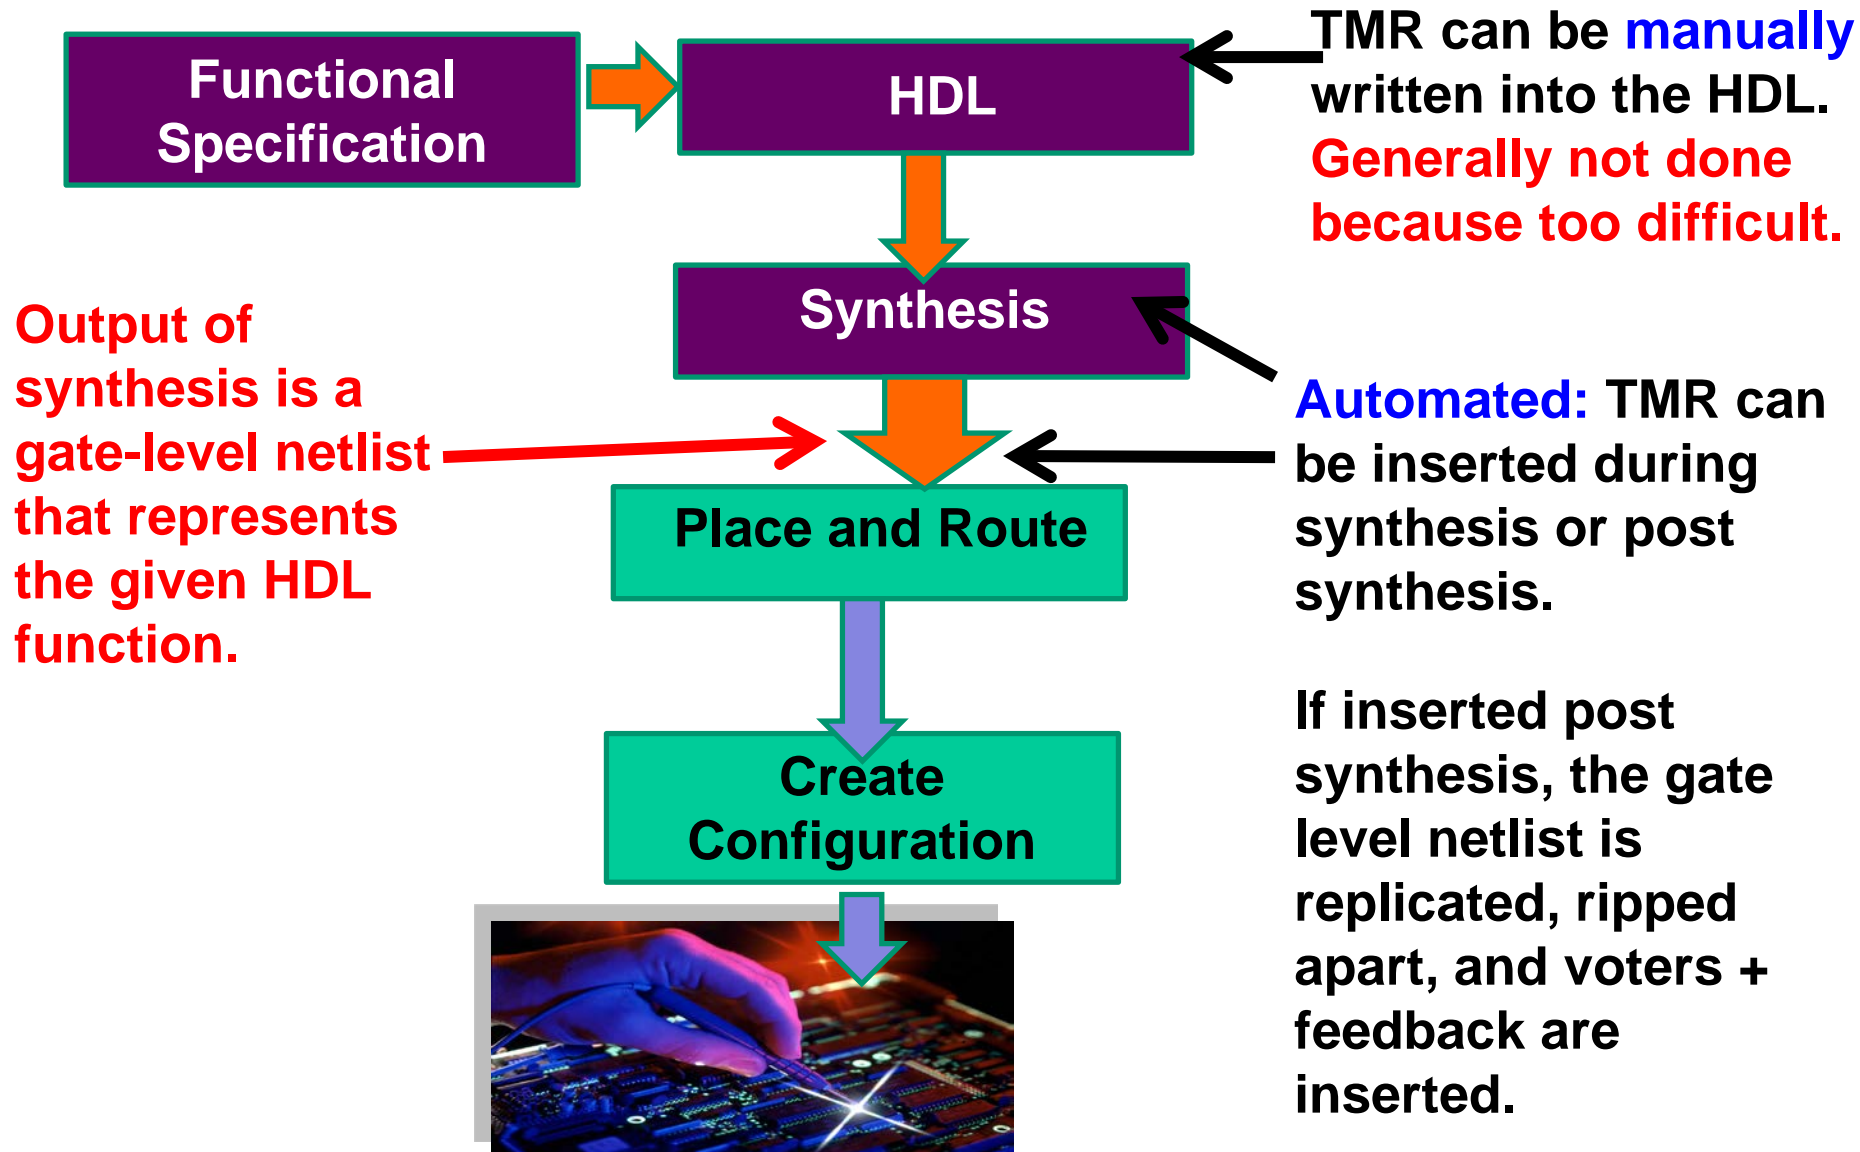 Functional
Specification
HDL
TMR can be manually
written into the HDL.
Generally not done
because too difficult.
Synthesis
Output of
synthesis is a
gate-level netlist
that represents
the given HDL
function.
Automated: TMR can
be inserted during
synthesis or post
synthesis.
Place and Route
If inserted post
synthesis, the gate
level netlist is
replicated, ripped
apart, and voters +
feedback are
inserted.
Create
Configuration